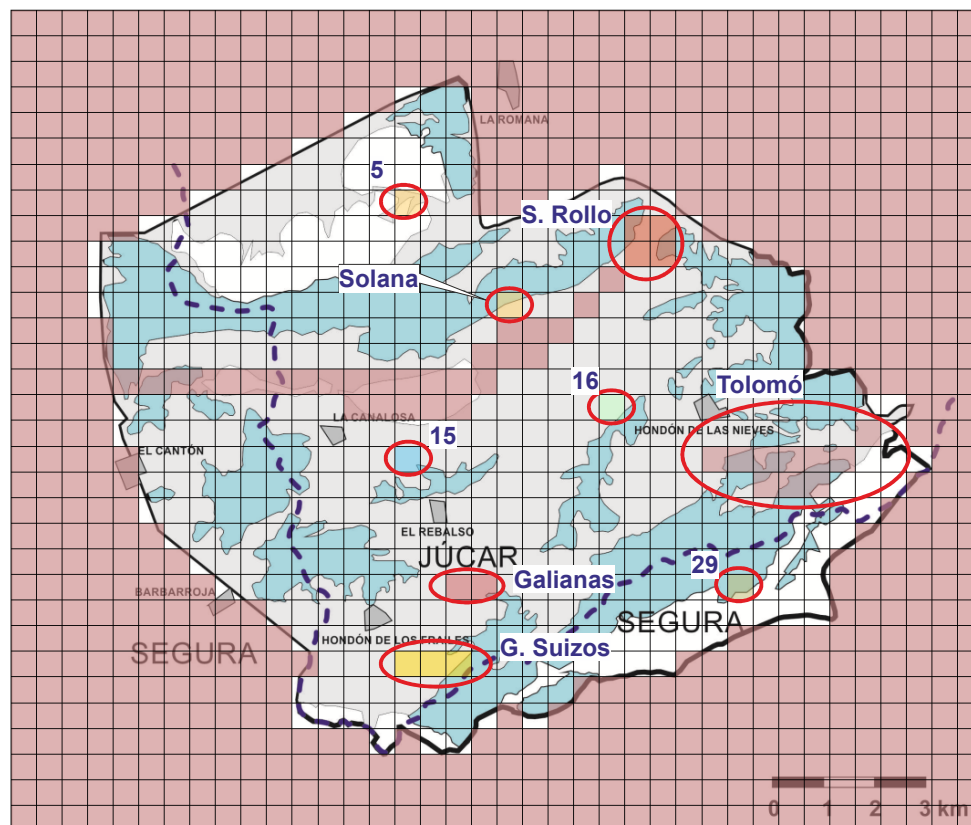 LA ROMANA
5
S. Rollo
Solana
16
Tolomó
LA CANALOSA
HONDÓN DE LAS NIEVES
15
EL CANTÓN
EL REBALSO
JÚCAR
29
Galianas
BARBARROJA
SEGURA
HONDÓN DE LOS FRAILES
SEGURA
G. Suizos
0 1 2 3 km